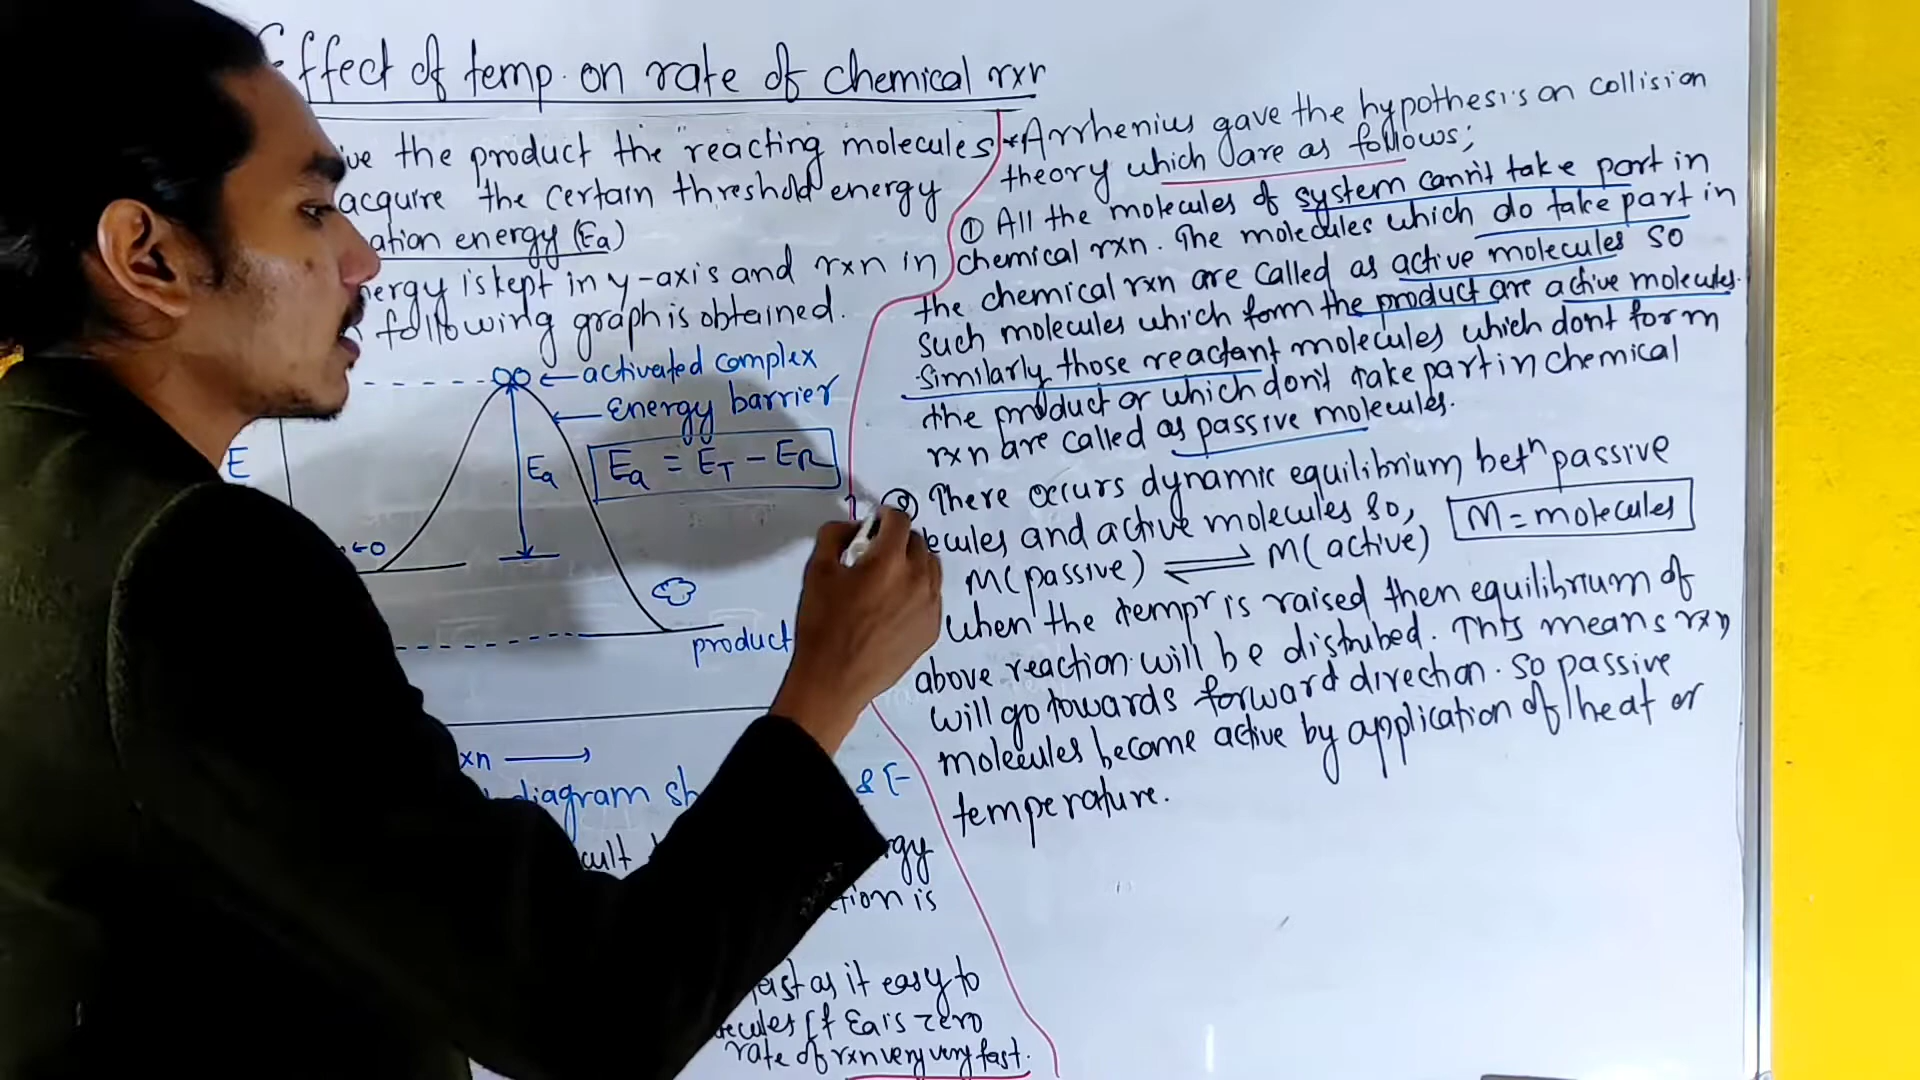 Effect of temp. on rate of chemical rxn
ve the product the reacting molecules
acquire the certain threshold energy
ation energy (Ea)
ergy is kept in y-axis and rxn in
following graph is obtained.
activated complex
Energy barrier
E
Ea
Ea = ET - ER
product
xn
diagram sh & E
cult rgy
ction is
fast as it easy to
ecules If Ea is zero
rate of rxn very very fast.
*Arrhenius gave the hypothesis on collision
theory which are as follows;
① All the molecules of system cann't take part in
chemical rxn. The molecules which do take part in
the chemical rxn are called as active molecules so
such molecules which form the product are active molecules.
Similarly those reactant molecules which dont form
the product or which don't take part in chemical
rxn are called as passive molecules.
② There occurs dynamic equilibrium betn passive
ecules and active molecules so,
M = molecules
M(passive) ⇌ M(active)
when the tempr is raised then equilibrium of
above reaction will be distrubed. This means rxn
will go towards forward direction. so passive
molecules become active by application of heat or
temperature.